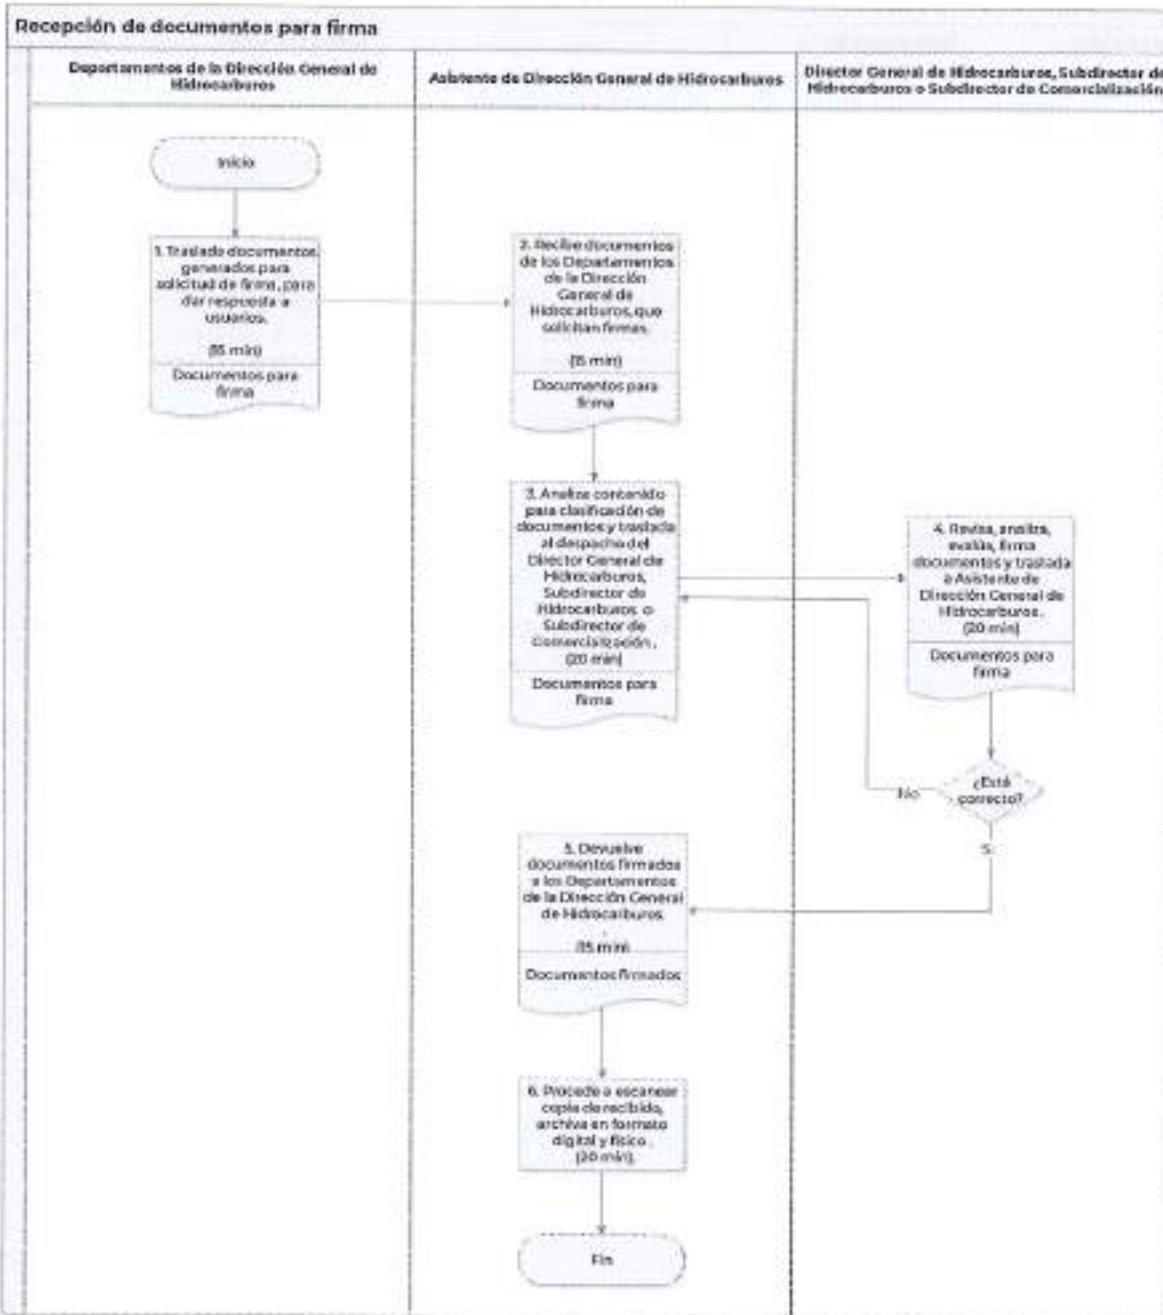 Recepción de documentos para firma
Departamentos de la Dirección General de
Hidrocarburos
Asistente de Dirección General de Hidrocarburos
Director General de Hidrocarburos, Subdirector de
Hidrocarburos o Subdirector de Comercialización
Inicio
1. Traslado documentos
generados para
solicitud de firma, para
dar respuesta a
usuarios.
(15 min)
Documentos para
firma
2. Recibe documentos
de los Departamentos
de la Dirección
General de
Hidrocarburos, que
solicitan firmas.
(15 min)
Documentos para
firma
3. Analiza contenido
para clasificación de
documentos y traslada
al despacho del
Director General de
Hidrocarburos,
Subdirector de
Hidrocarburos o
Subdirector de
Comercialización .
(20 min)
Documentos para
firma
4. Revisa, analiza,
evalúa, firma
documentos y traslada
a Asistente de
Dirección General de
Hidrocarburos.
(20 min)
Documentos para
firma
¿Está
correcto?
No
Si
5. Devuelve
documentos firmados
a los Departamentos
de la Dirección General
de Hidrocarburos
.
(15 min)
Documentos firmados
6. Procede a escanear
copia de recibido,
archiva en formato
digital y físico .
(20 min).
Fin